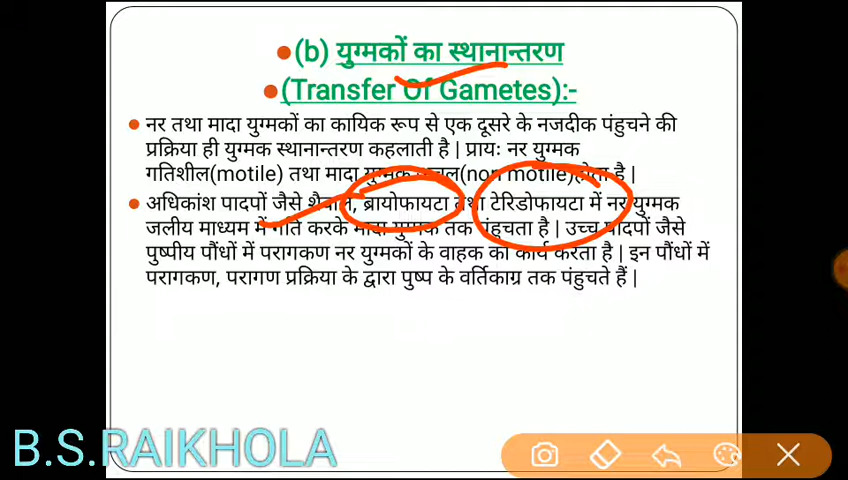 (b) युग्मकों का स्थानान्तरण
(Transfer Of Gametes):-
नर तथा मादा युग्मकों का कायिक रूप से एक दूसरे के नजदीक पंहुचने की
प्रक्रिया ही युग्मक स्थानान्तरण कहलाती है | प्रायः नर युग्मक
गतिशील(motile) तथा मादा युग्मक अचल(non motile)होता है |
अधिकांश पादपों जैसे शैवाल, ब्रायोफायटा तथा टेरिडोफायटा में नर युग्मक
जलीय माध्यम में गति करके मादा युग्मक तक पंहुचता है | उच्च पादपों जैसे
पुष्पीय पौंधों में परागकण नर युग्मकों के वाहक का कार्य करता है | इन पौंधों में
परागकण, परागण प्रक्रिया के द्वारा पुष्प के वर्तिकाग्र तक पंहुचते हैं |
B.S.RAIKHOLA